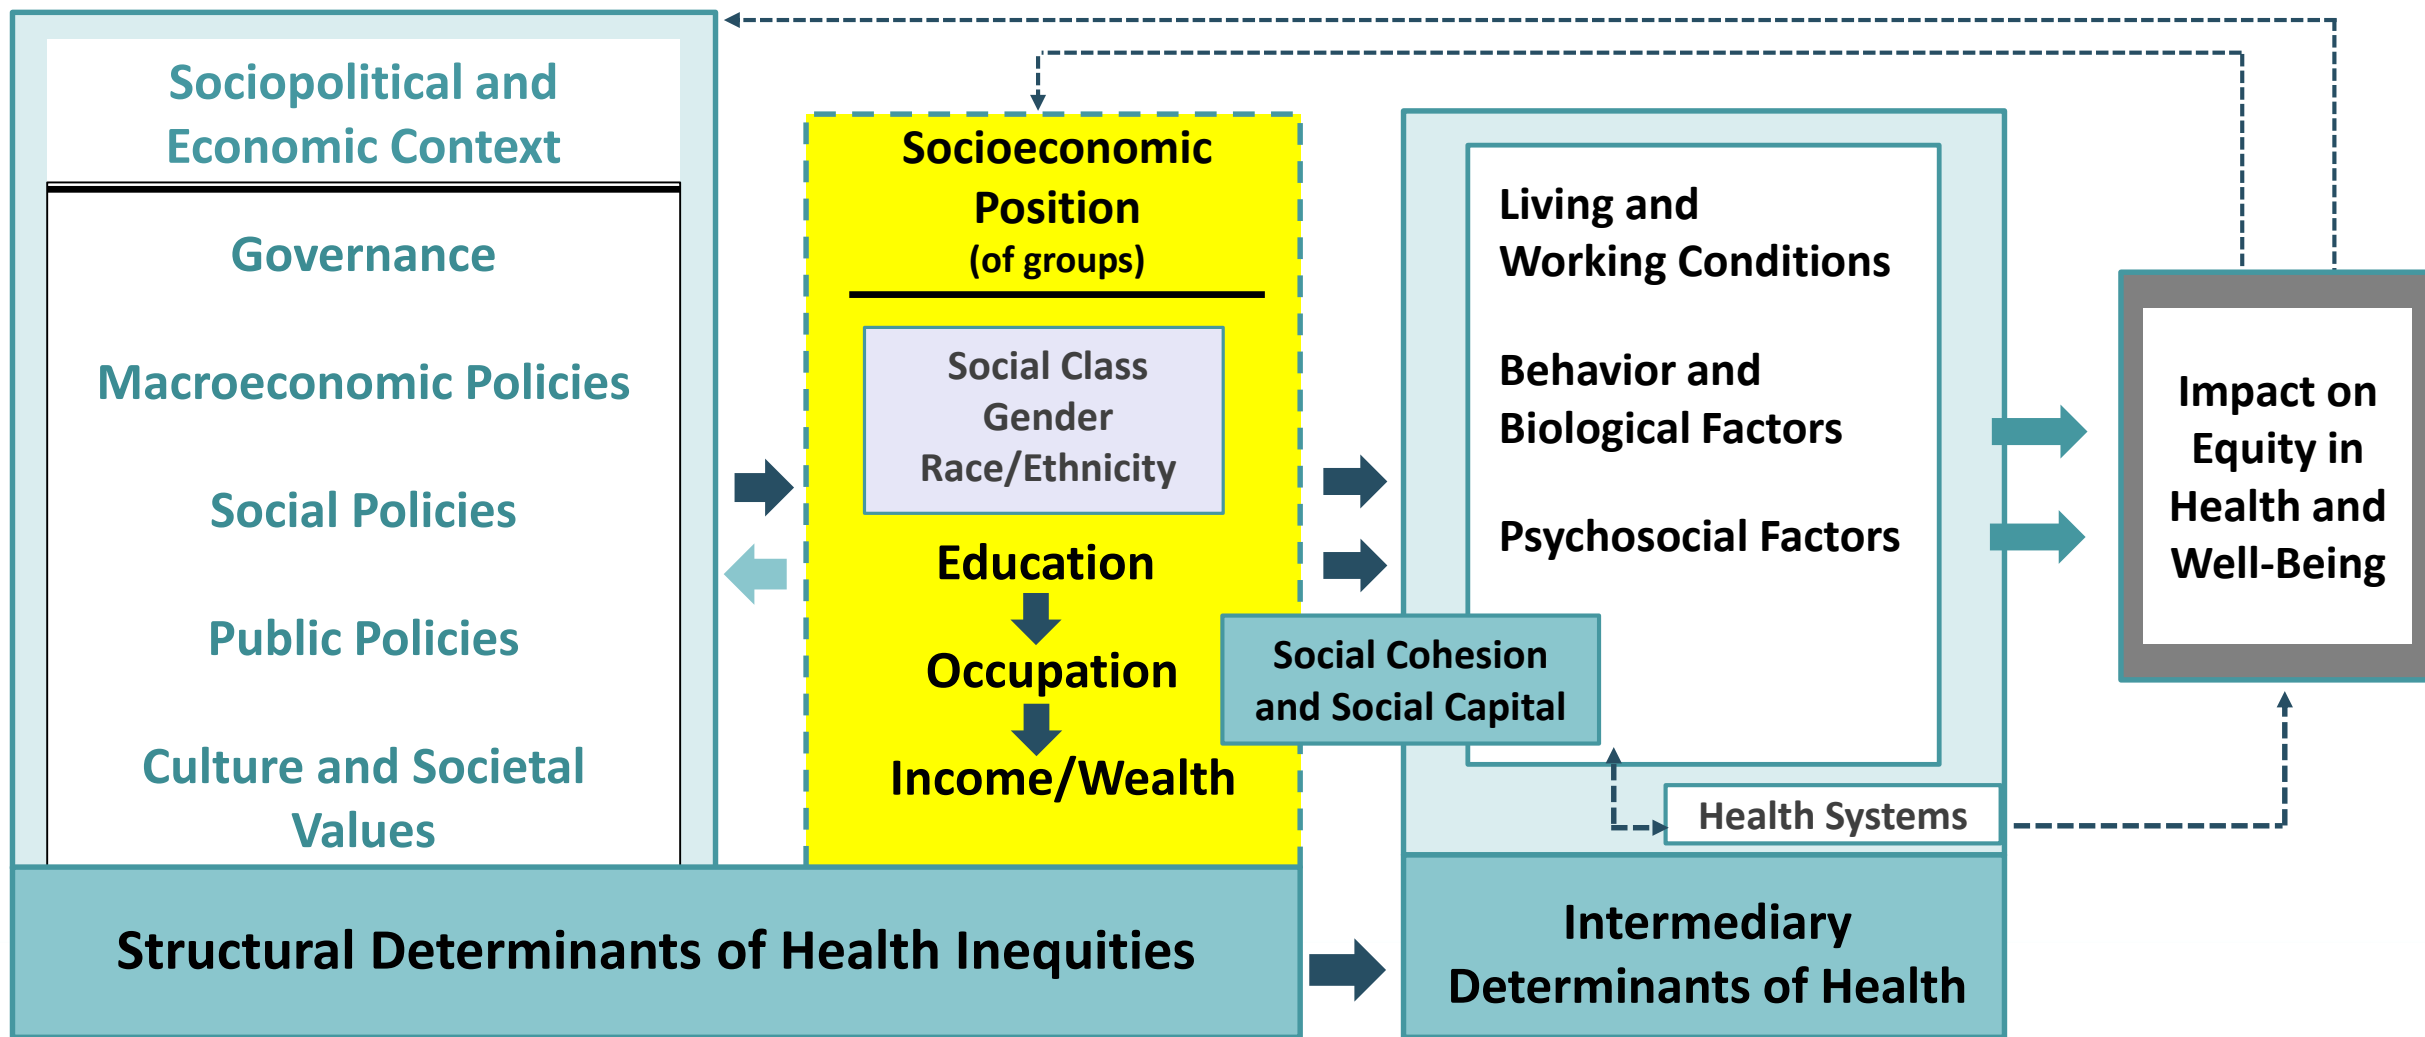 Sociopolitical and
Economic Context
Governance
Macroeconomic Policies
Social Policies
Public Policies
Culture and Societal
Values
Structural Determinants of Health Inequities
Socioeconomic
Position
(of groups)
Social Class
Gender
Race/Ethnicity
Education
Occupation
Income/Wealth
Social Cohesion
and Social Capital
Living and
Working Conditions
Behavior and
Biological Factors
Psychosocial Factors
Health Systems
Intermediary
Determinants of Health
Impact on
Equity in
Health and
Well-Being